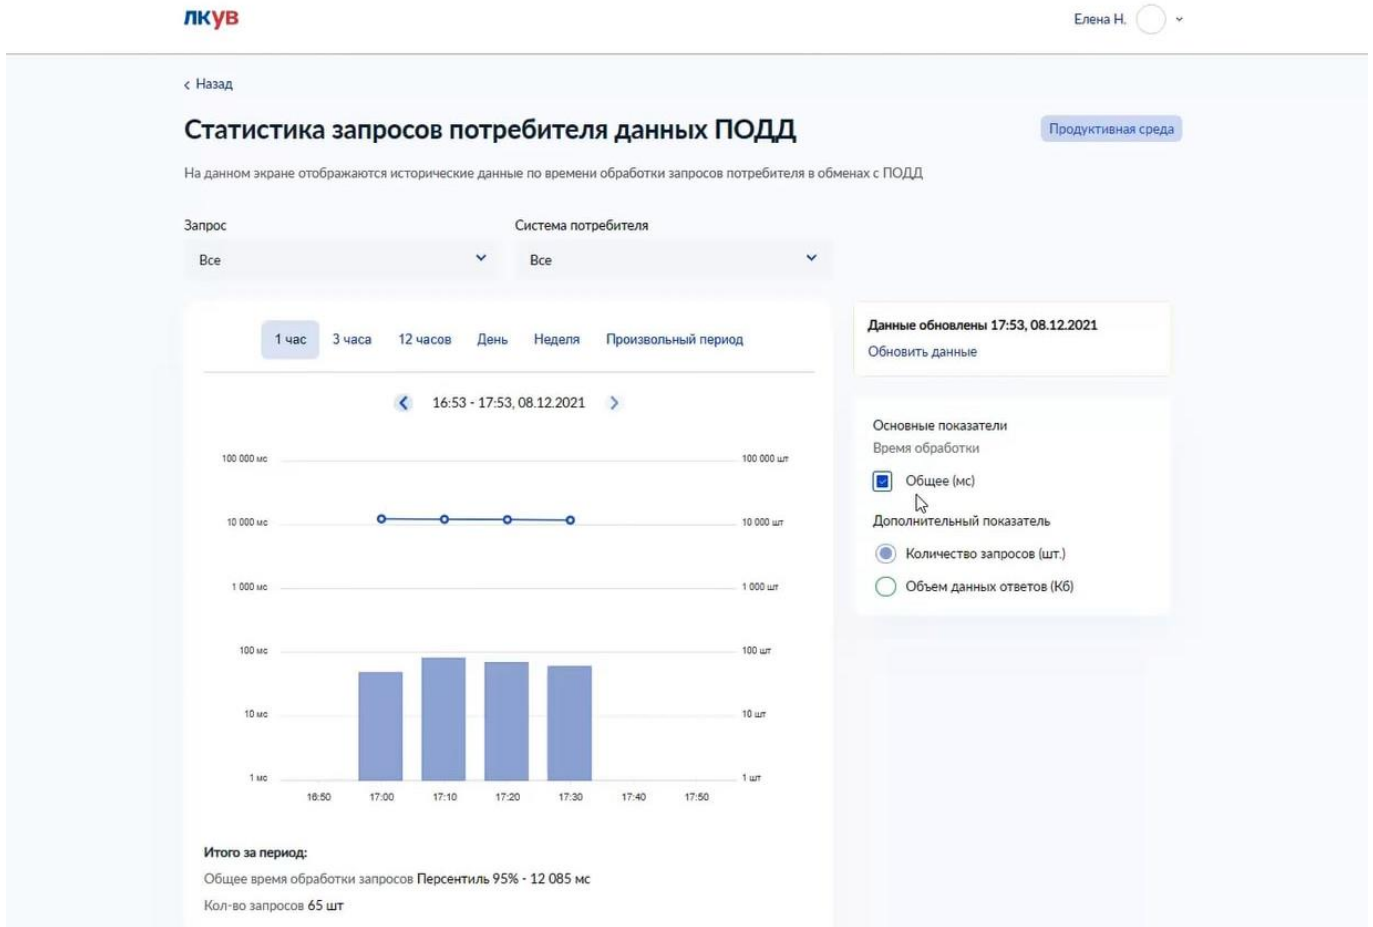 ЛКУВ
Елена Н.
Назад
Статистика запросов потребителя данных ПОДД
Продуктивная среда
На данном экране отображаются исторические данные по времени обработки запросов потребителя в обменах с ПОДД
Запрос
Система потребителя
Все
Все
1 час 3 часа 12 часов День Неделя Произвольный период
Данные обновлены 17:53, 08.12.2021
Обновить данные
16:53 - 17:53, 08.12.2021
Основные показатели
Время обработки
Общее (мс)
Дополнительный показатель
Количество запросов (шт.)
Объем данных ответов (Кб)
100 000 мс 100 000 шт
10 000 мс 10 000 шт
1 000 мс 1 000 шт
100 мс 100 шт
10 мс 10 шт
1 мс 1 шт
16:50 17:00 17:10 17:20 17:30 17:40 17:50
Итого за период:
Общее время обработки запросов Персентиль 95% - 12 085 мс
Кол-во запросов 65 шт